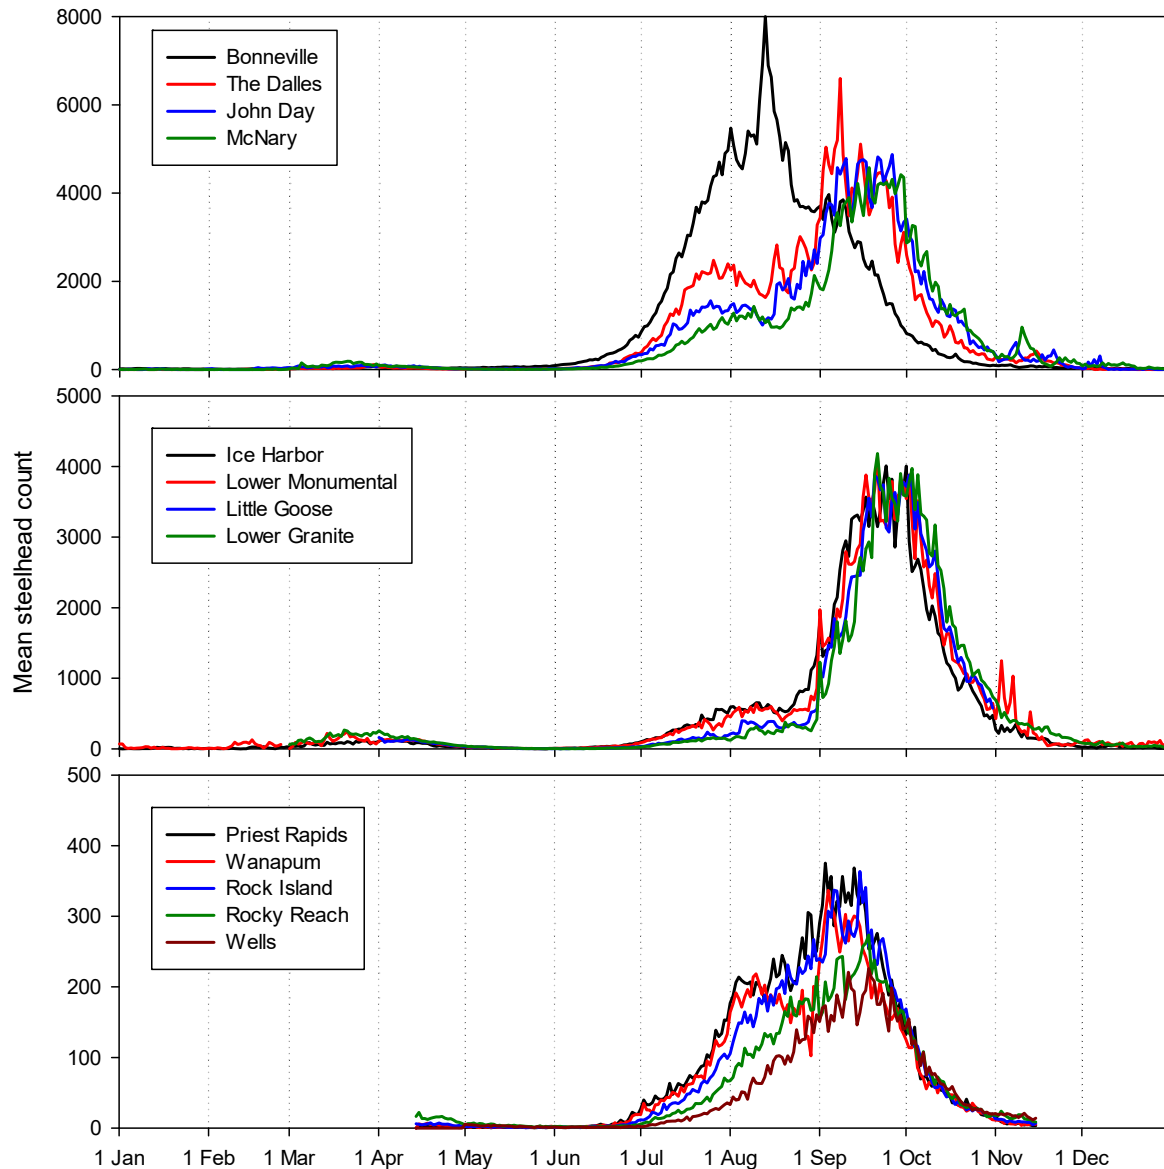 8000
6000
4000
2000
0
Bonneville
The Dalles
John Day
McNary
Mean steelhead count
5000
4000
3000
2000
1000
0
Ice Harbor
Lower Monumental
Little Goose
Lower Granite
500
400
300
200
100
0
Priest Rapids
Wanapum
Rock Island
Rocky Reach
Wells
1 Jan 1 Feb 1 Mar 1 Apr 1 May 1 Jun 1 Jul 1 Aug 1 Sep 1 Oct 1 Nov 1 Dec